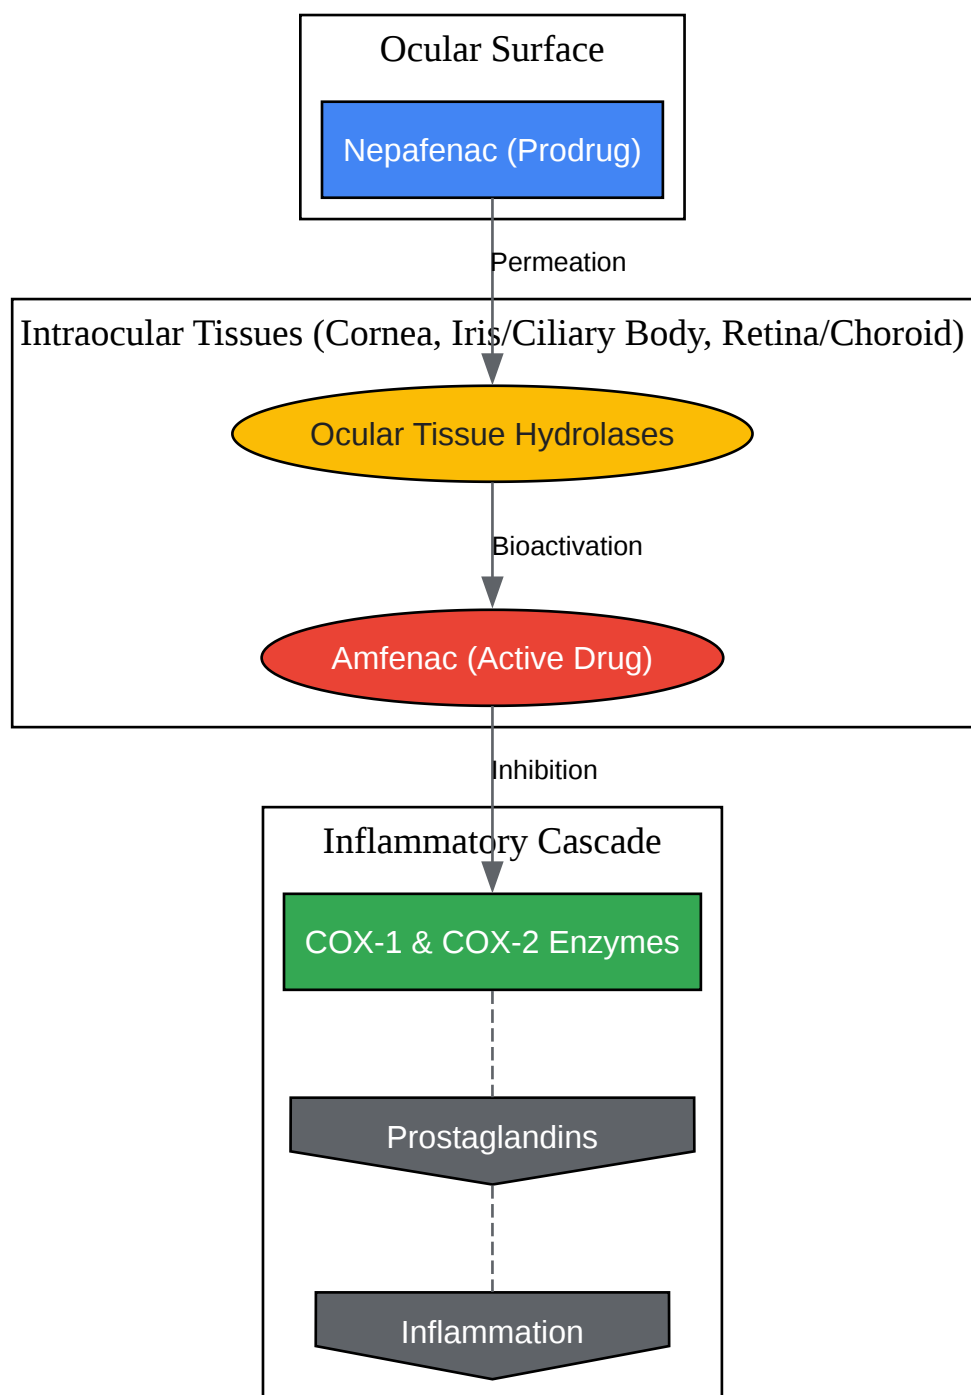 Ocular Surface
Nepafenac (Prodrug)
Permeation
Intraocular Tissues (Cornea, Iris/Ciliary Body, Retina/Choroid)
Ocular Tissue Hydrolases
Bioactivation
Amfenac (Active Drug)
Inhibition
Inflammatory Cascade
COX-1 & COX-2 Enzymes
Prostaglandins
Inflammation